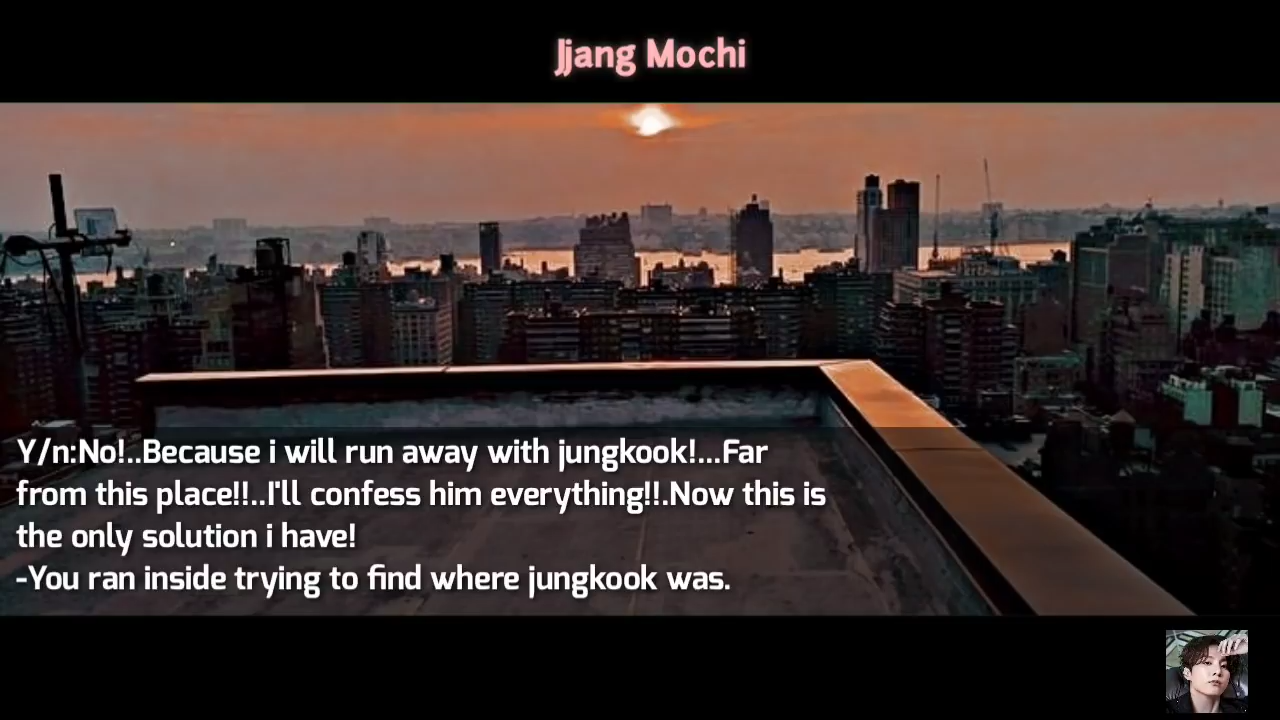 Jjang Mochi
Y/n:No!..Because i will run away with jungkook!...Far
from this place!!..I'll confess him everything!!.Now this is
the only solution i have!
-You ran inside trying to find where jungkook was.